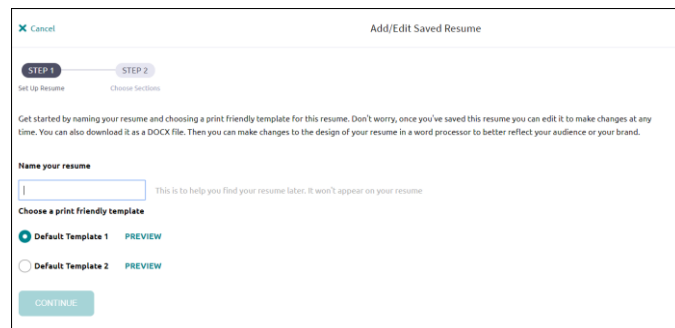 ✕ Cancel
Add/Edit Saved Resume
STEP 1
STEP 2
Set Up Resume
Choose Sections
Get started by naming your resume and choosing a print friendly template for this resume. Don't worry, once you've saved this resume you can edit it to make changes at any
time. You can also download it as a DOCX file. Then you can make changes to the design of your resume in a word processor to better reflect your audience or your brand.
Name your resume
This is to help you find your resume later. It won't appear on your resume
Choose a print friendly template
Default Template 1 PREVIEW
Default Template 2 PREVIEW
CONTINUE